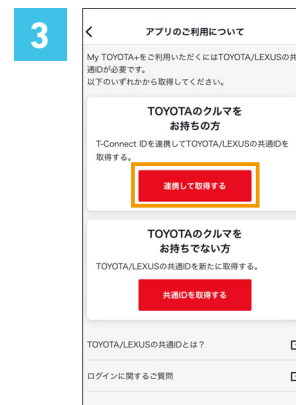 3
アプリのご利用について
My TOYOTA+をご利用いただくにはTOYOTA/LEXUSの共
通IDが必要です。
以下のいずれかから取得してください。
TOYOTAのクルマを
お持ちの方
T-Connect IDを連携してTOYOTA/LEXUSの共通IDを
取得する。
連携して取得する
TOYOTAのクルマを
お持ちでない方
TOYOTA/LEXUSの共通IDを新たに取得する。
共通IDを取得する
TOYOTA/LEXUSの共通IDとは？
ログインに関するご質問